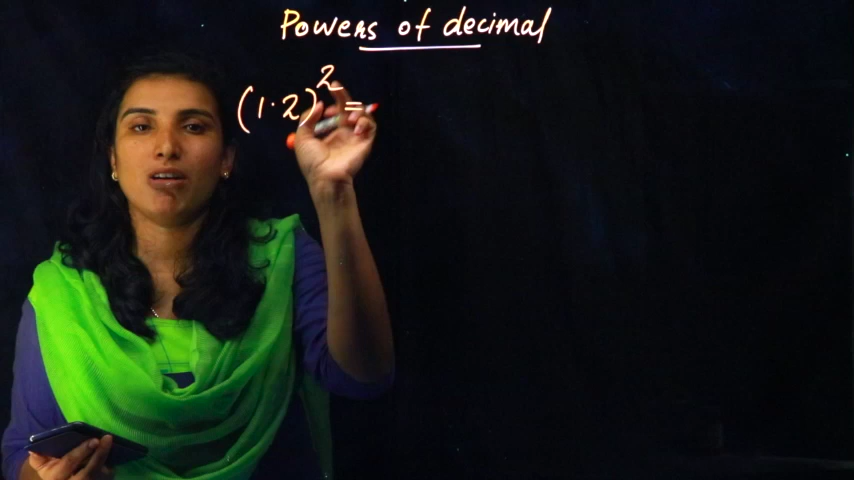 Powers of decimal
(1·2)² =